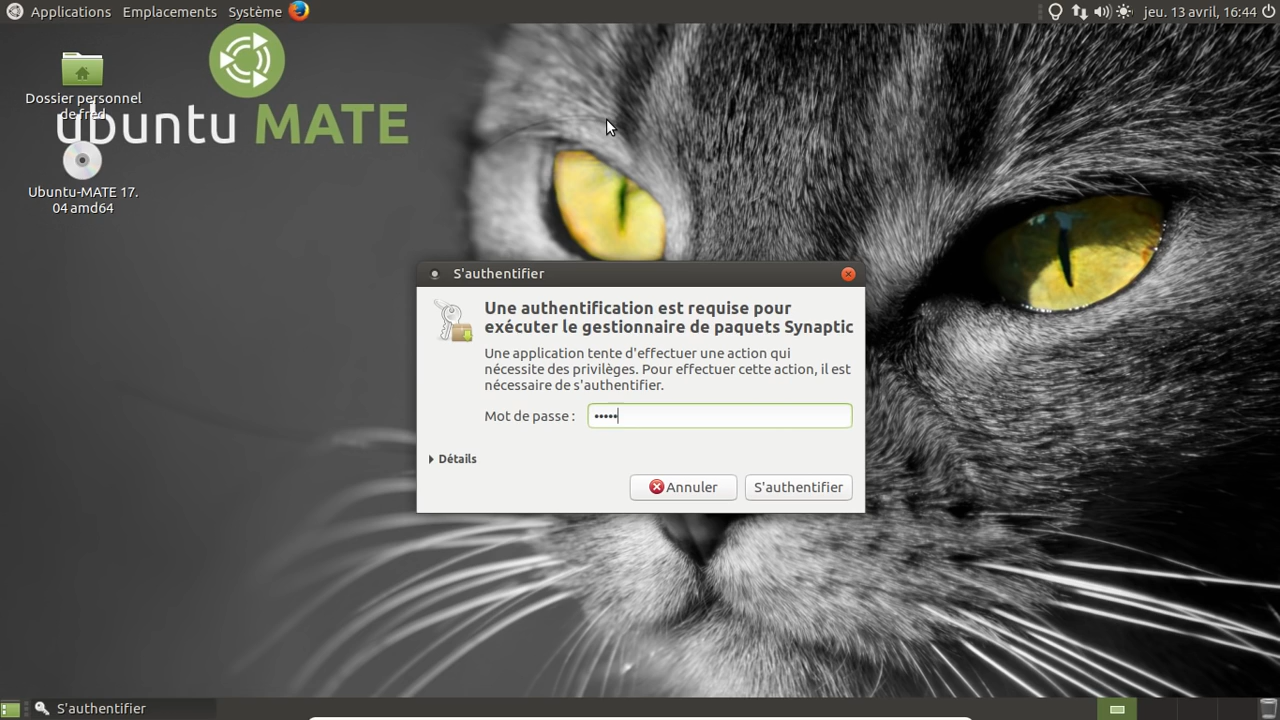 Applications Emplacements Système jeu. 13 avril, 16:44
Dossier personnel
de fred
ubuntu MATE
Ubuntu-MATE 17.
04 amd64
S'authentifier
Une authentification est requise pour
exécuter le gestionnaire de paquets Synaptic
Une application tente d'effectuer une action qui
nécessite des privilèges. Pour effectuer cette action, il est
nécessaire de s'authentifier.
Mot de passe : •••••
Détails
Annuler S'authentifier
S'authentifier